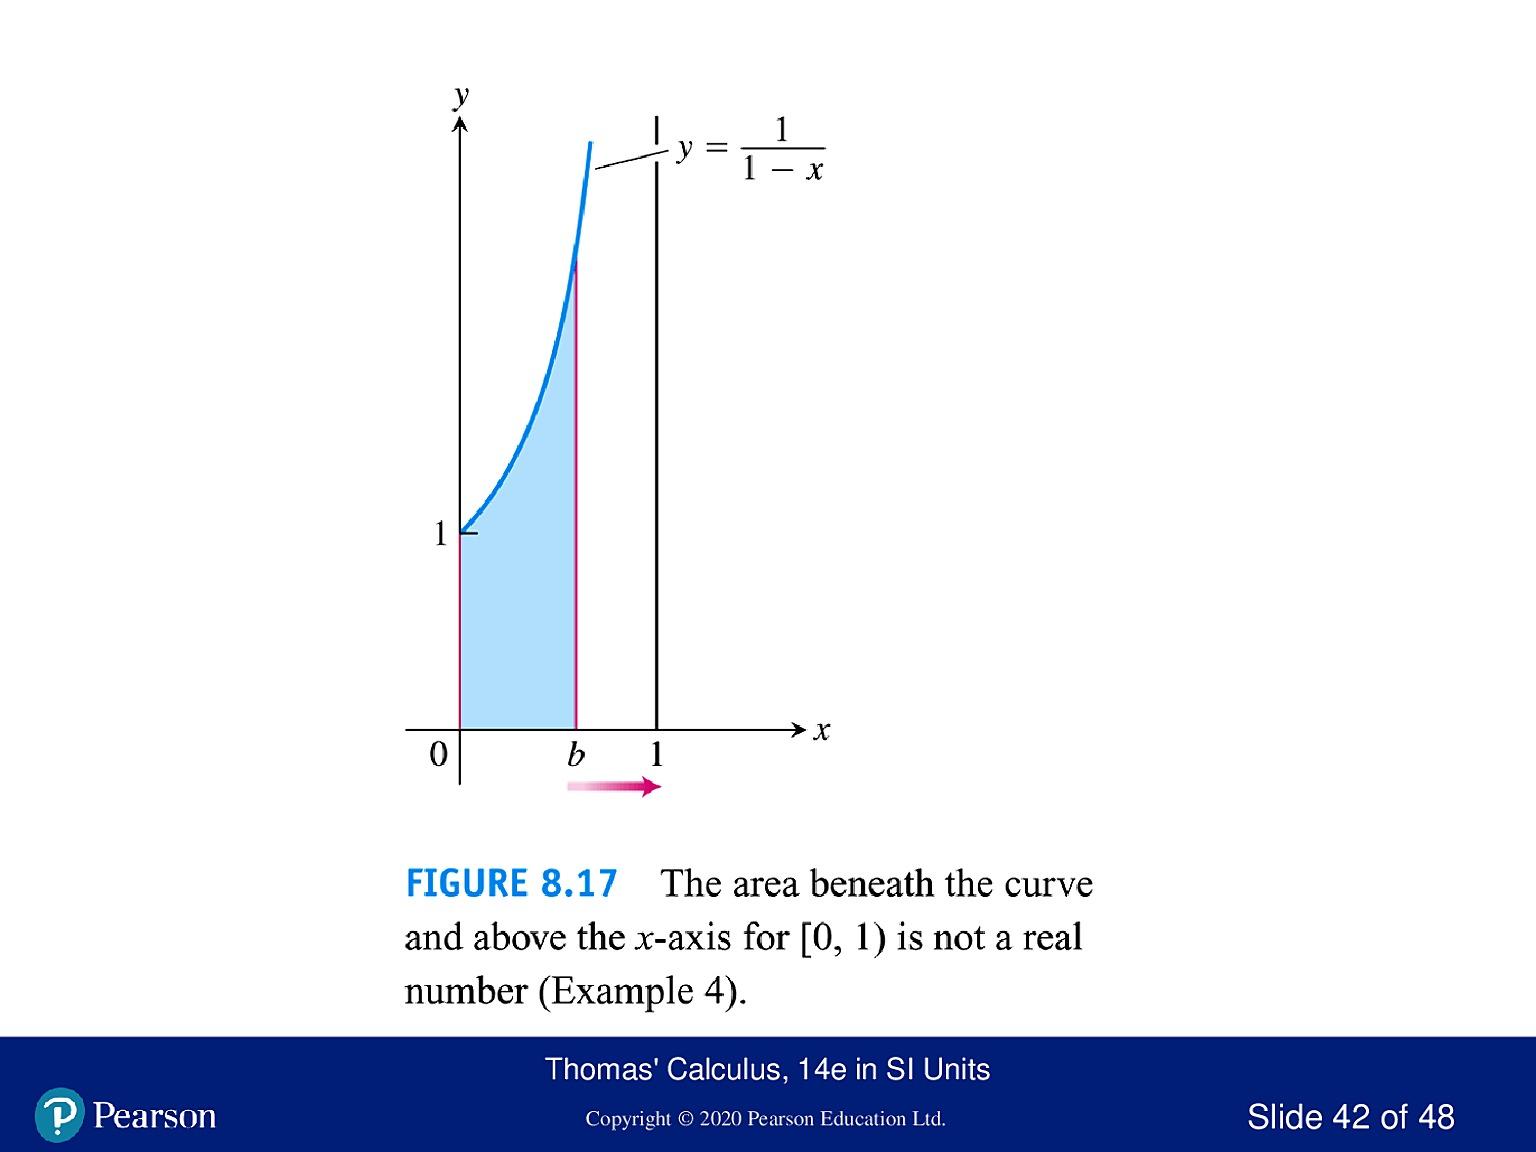 y
y = 1 / (1 − x)
1
0 b 1 x
FIGURE 8.17 The area beneath the curve
and above the x-axis for [0, 1) is not a real
number (Example 4).
Thomas' Calculus, 14e in SI Units
P Pearson
Copyright © 2020 Pearson Education Ltd.
Slide 42 of 48